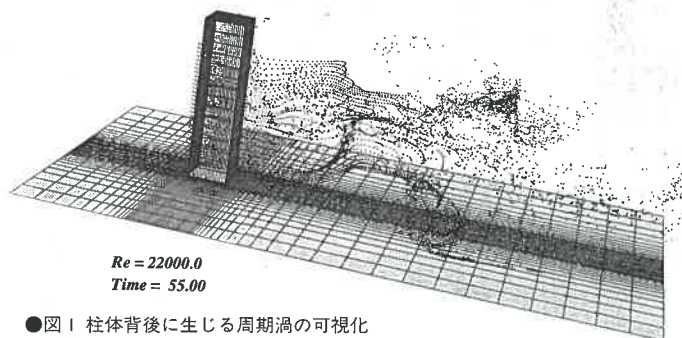 Re = 22000.0
Time = 55.00
●図1 柱体背後に生じる周期渦の可視化